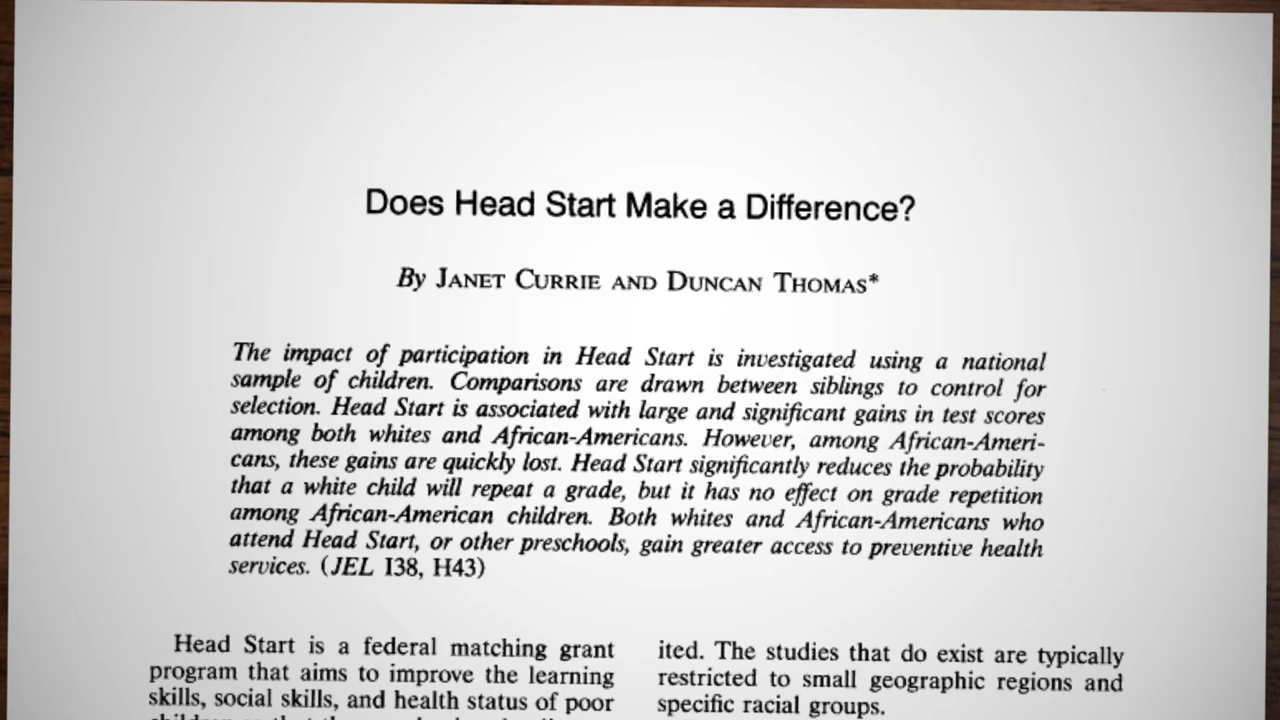 Does Head Start Make a Difference?
By JANET CURRIE AND DUNCAN THOMAS*
The impact of participation in Head Start is investigated using a national
sample of children. Comparisons are drawn between siblings to control for
selection. Head Start is associated with large and significant gains in test scores
among both whites and African-Americans. However, among African-Ameri-
cans, these gains are quickly lost. Head Start significantly reduces the probability
that a white child will repeat a grade, but it has no effect on grade repetition
among African-American children. Both whites and African-Americans who
attend Head Start, or other preschools, gain greater access to preventive health
services. (JEL I38, H43)
Head Start is a federal matching grant
program that aims to improve the learning
skills, social skills, and health status of poor
ited. The studies that do exist are typically
restricted to small geographic regions and
specific racial groups.